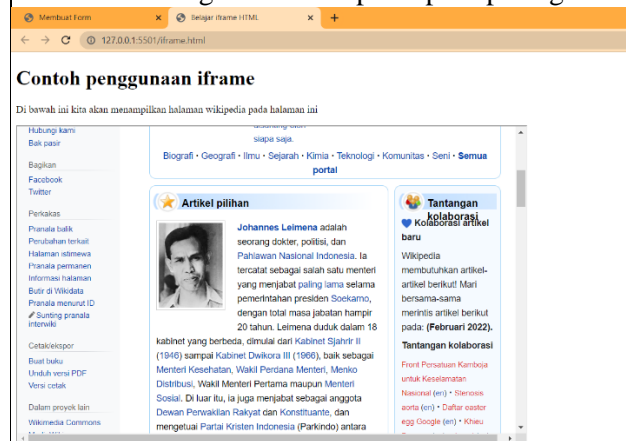 Membuat Form
Belajar iframe HTML
127.0.0.1:5501/iframe.html
Contoh penggunaan iframe
Di bawah ini kita akan menampilkan halaman wikipedia pada halaman ini
Hubungi kami
Bak pasir
Bagikan
Facebook
Twitter
Perkakas
Pranala balik
Perubahan terkait
Halaman istimewa
Pranala permanen
Informasi halaman
Butir di Wikidata
Pranala menurut ID
Sunting pranala
interwiki
Cetak/ekspor
Buat buku
Unduh versi PDF
Versi cetak
Dalam proyek lain
Wikimedia Commons
siapa saja.
Biografi • Geografi • Ilmu • Sejarah • Kimia • Teknologi • Komunitas • Seni • Semua
portal
Artikel pilihan
Johannes Leimena adalah
seorang dokter, politisi, dan
Pahlawan Nasional Indonesia. Ia
tercatat sebagai salah satu menteri
yang menjabat paling lama selama
pemerintahan presiden Soekarno,
dengan total masa jabatan hampir
20 tahun. Leimena duduk dalam 18
kabinet yang berbeda, dimulai dari Kabinet Sjahrir II
(1946) sampai Kabinet Dwikora III (1966), baik sebagai
Menteri Kesehatan, Wakil Perdana Menteri, Menko
Distribusi, Wakil Menteri Pertama maupun Menteri
Sosial. Di luar itu, ia juga menjabat sebagai anggota
Dewan Perwakilan Rakyat dan Konstituante, dan
mengetuai Partai Kristen Indonesia (Parkindo) antara
Tantangan
kolaborasi
Kolaborasi artikel
baru
Wikipedia
membutuhkan artikel-
artikel berikut! Mari
bersama-sama
merintis artikel berikut
pada: (Februari 2022).
Tantangan kolaborasi
Front Persatuan Kamboja
untuk Keselamatan
Nasional (en) • Stenosis
aorta (en) • Daftar easter
egg Google (en) • Kheu